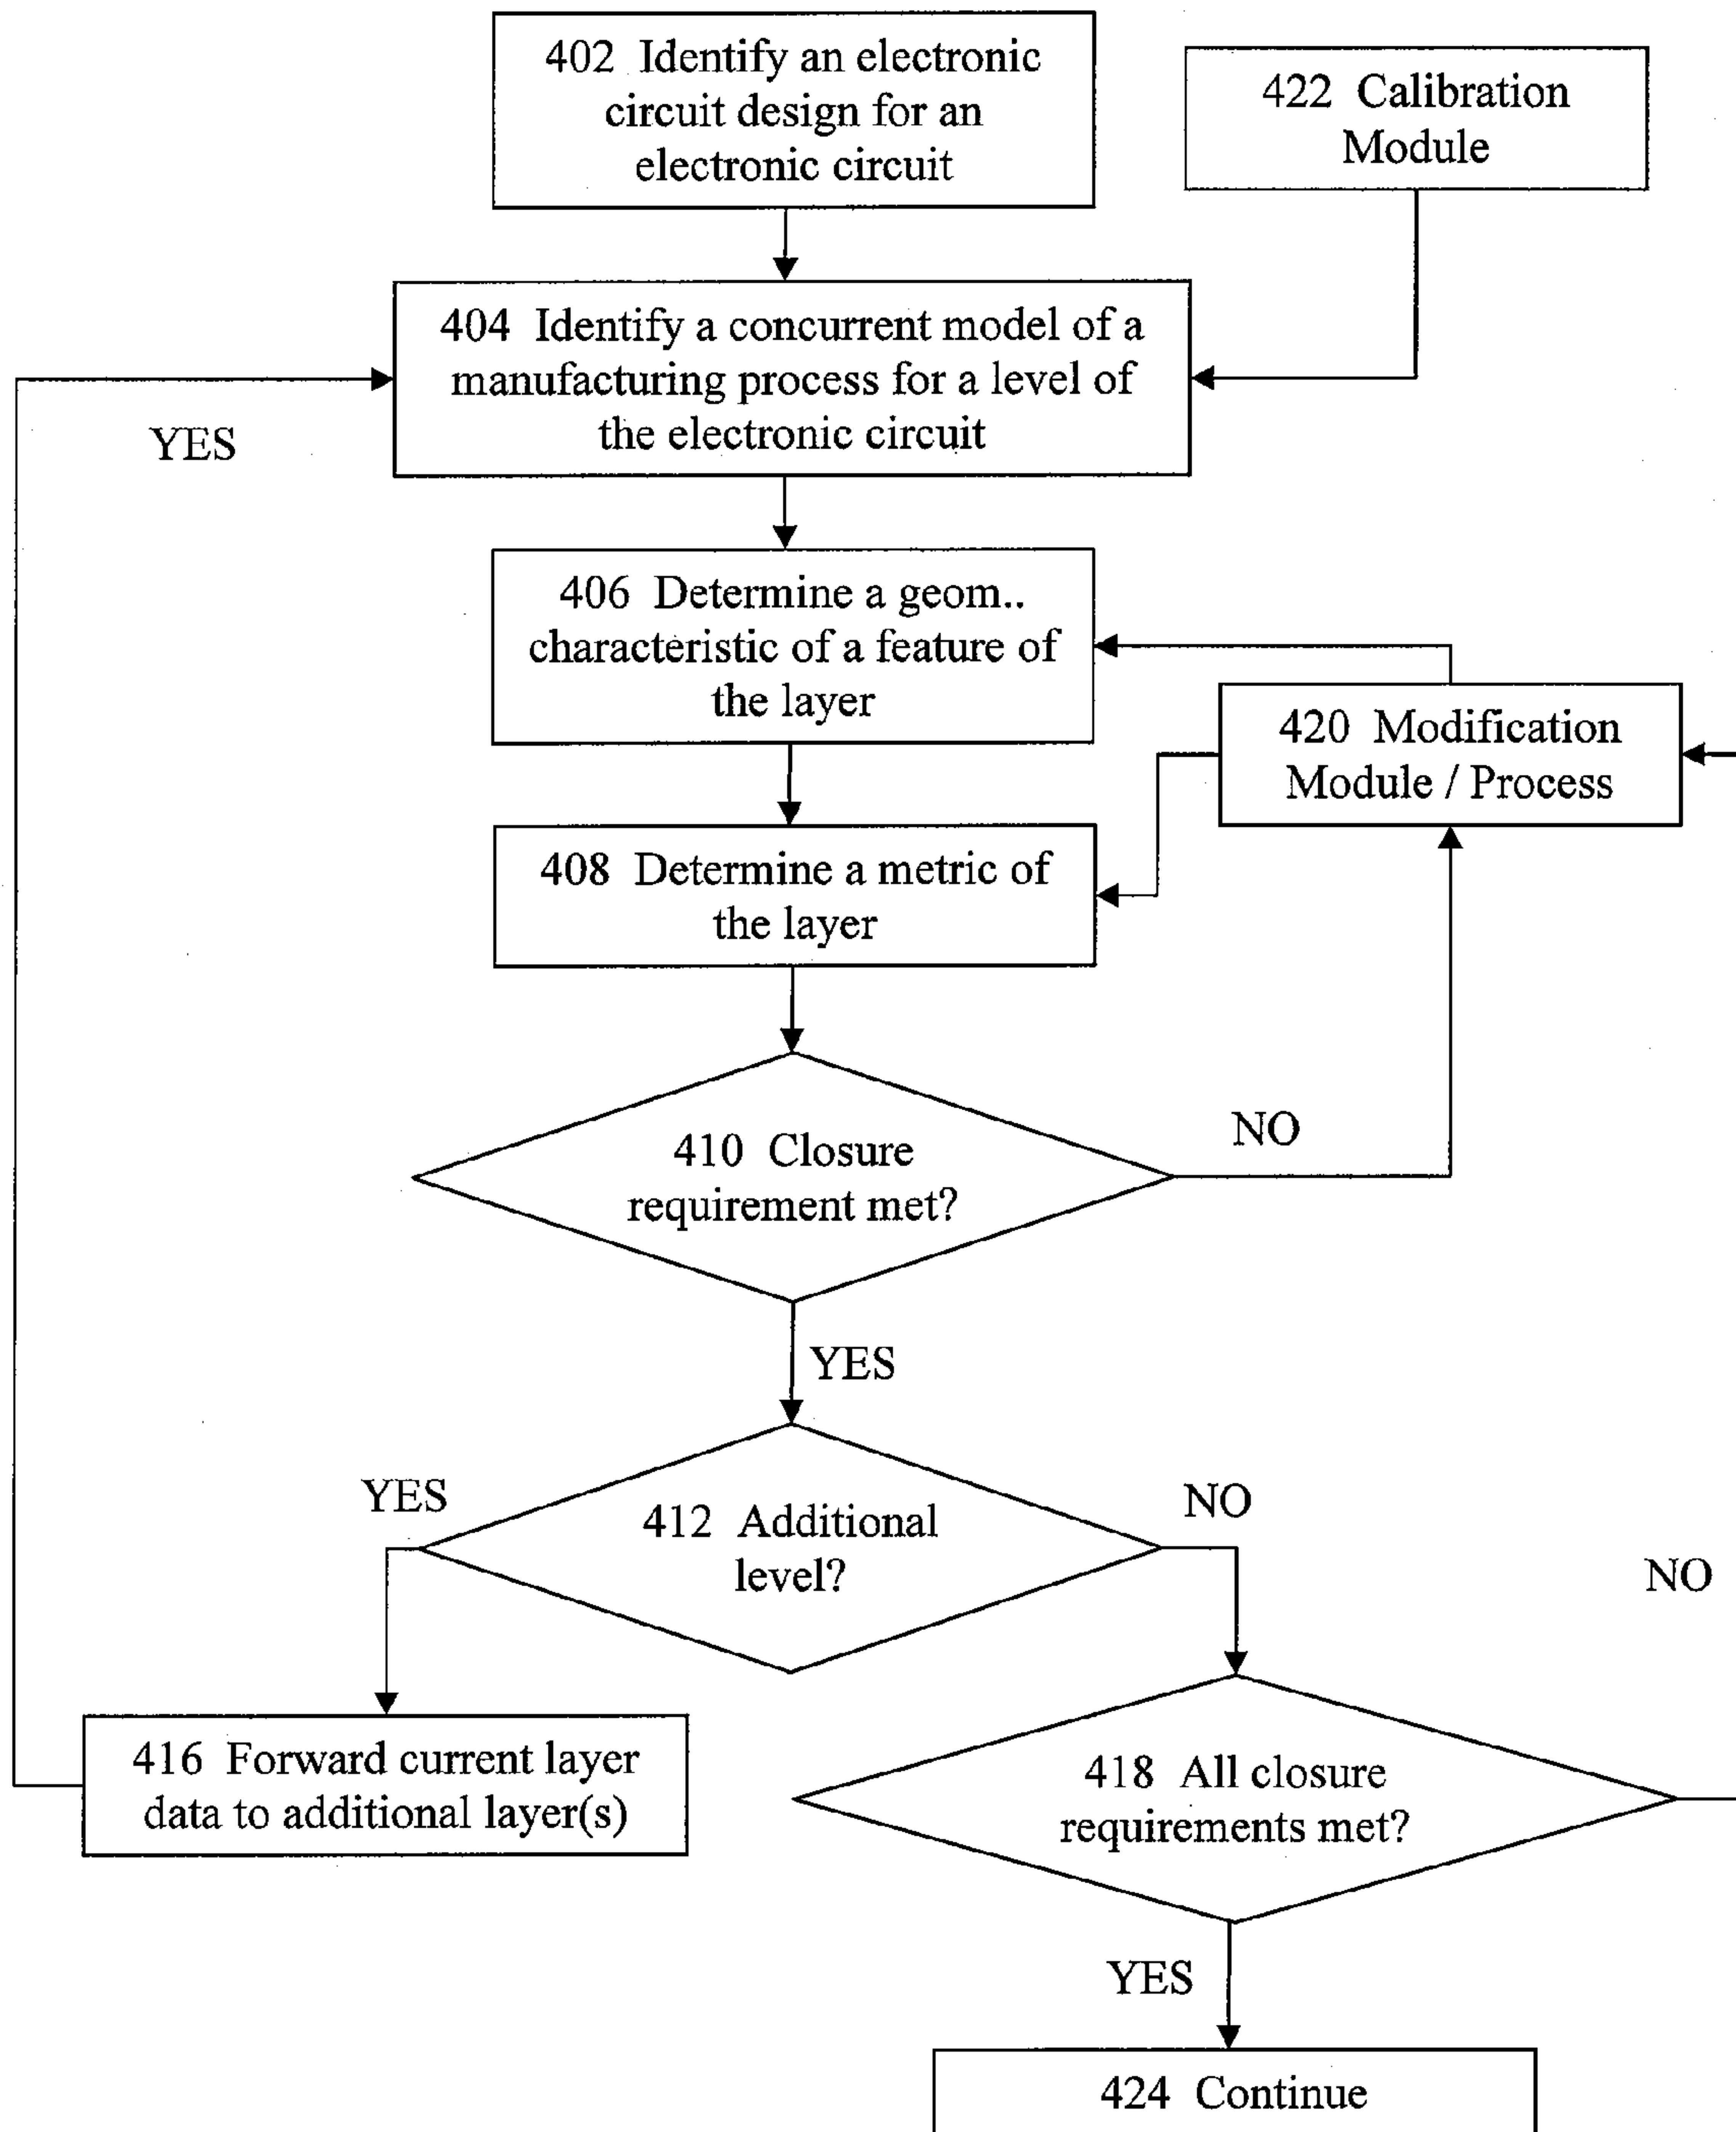 402 Identify an electronic
circuit design for an
electronic circuit
422 Calibration
Module
404 Identify a concurrent model of a
manufacturing process for a level of
the electronic circuit
YES
406 Determine a geom..
characteristic of a feature of
the layer
420 Modification
Module / Process
408 Determine a metric of
the layer
410 Closure
requirement met?
NO
YES
YES
412 Additional
level?
NO
NO
416 Forward current layer
data to additional layer(s)
418 All closure
requirements met?
YES
424 Continue